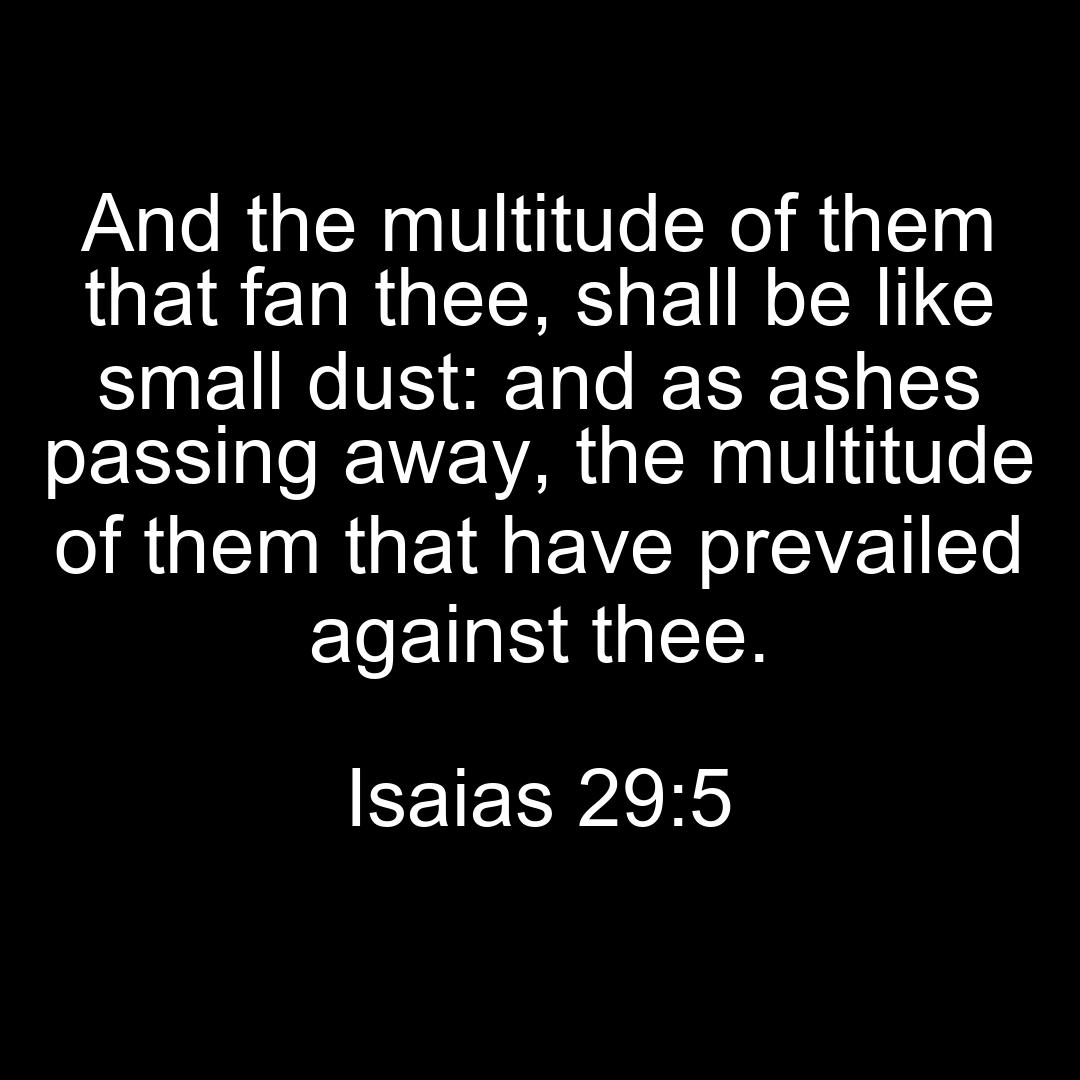 And the multitude of them
that fan thee, shall be like
small dust: and as ashes
passing away, the multitude
of them that have prevailed
against thee.
Isaias 29:5